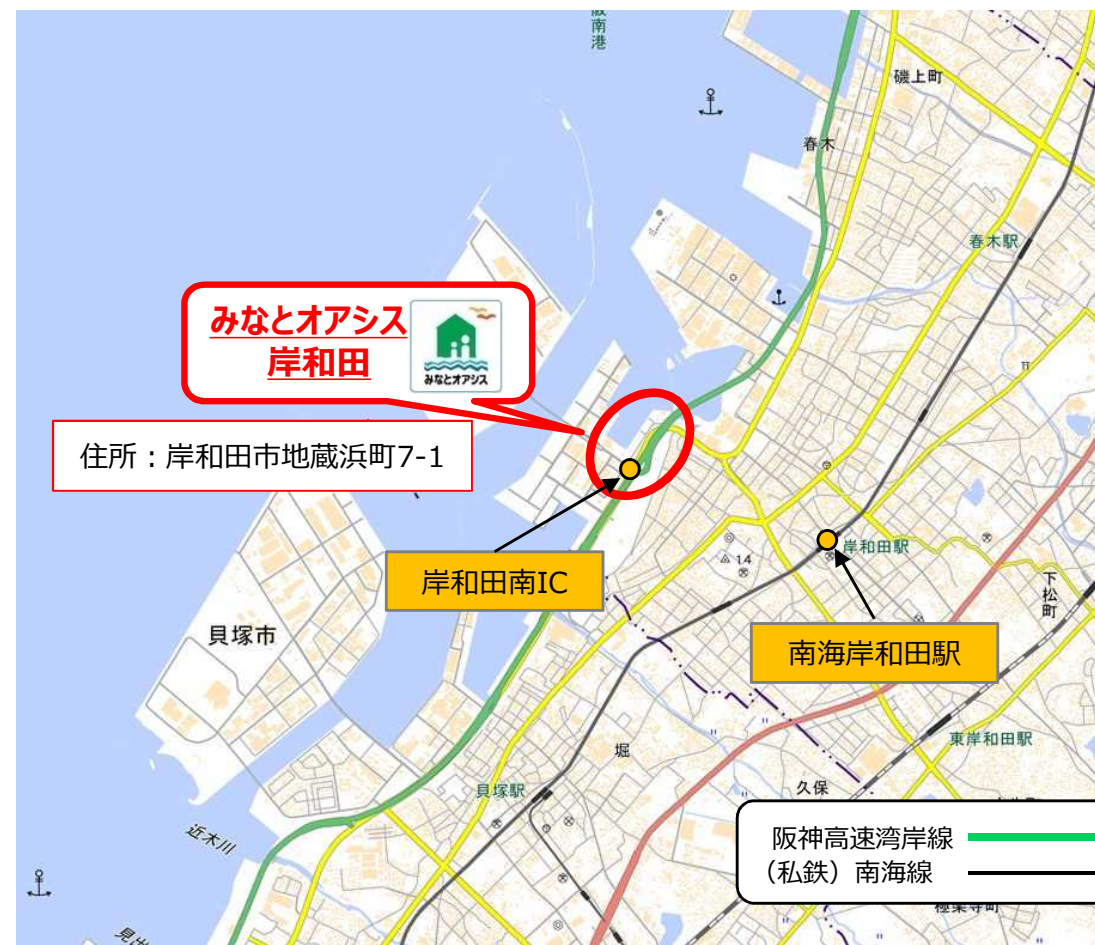 南
港
磯上町
春木
春木駅
みなとオアシス
岸和田
みなとオアシス
住所：岸和田市地蔵浜町7-1
岸和田駅
14
岸和田南IC
下
松
町
貝塚市
南海岸和田駅
東岸和田駅
堀
久保
貝塚駅
阪神高速湾岸線
（私鉄）南海線
近木川